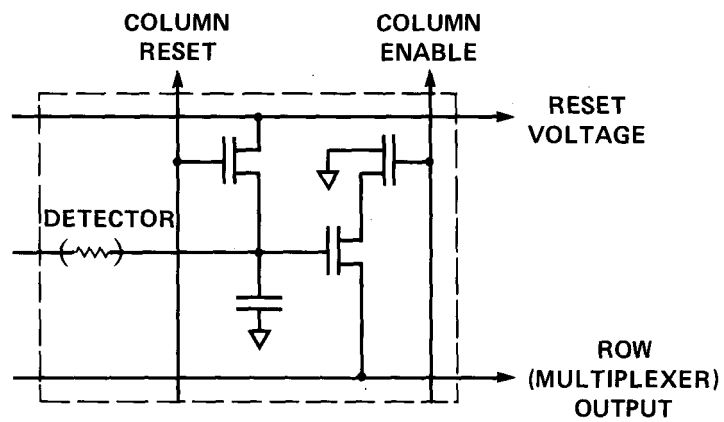 COLUMN
RESET
COLUMN
ENABLE
RESET
VOLTAGE
DETECTOR
ROW
(MULTIPLEXER)
OUTPUT